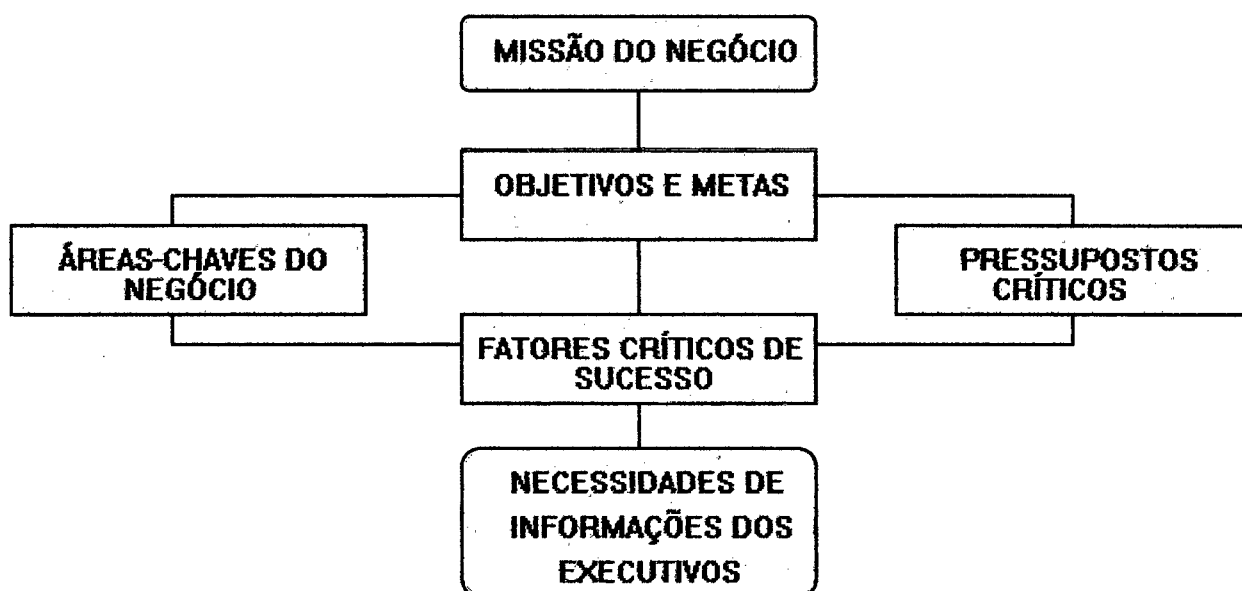 MISSÃO DO NEGÓCIO
OBJETIVOS E METAS
ÁREAS-CHAVES DO
NEGÓCIO
PRESSUPOSTOS
CRÍTICOS
FATORES CRÍTICOS DE
SUCESSO
NECESSIDADES DE
INFORMAÇÕES DOS
EXECUTIVOS